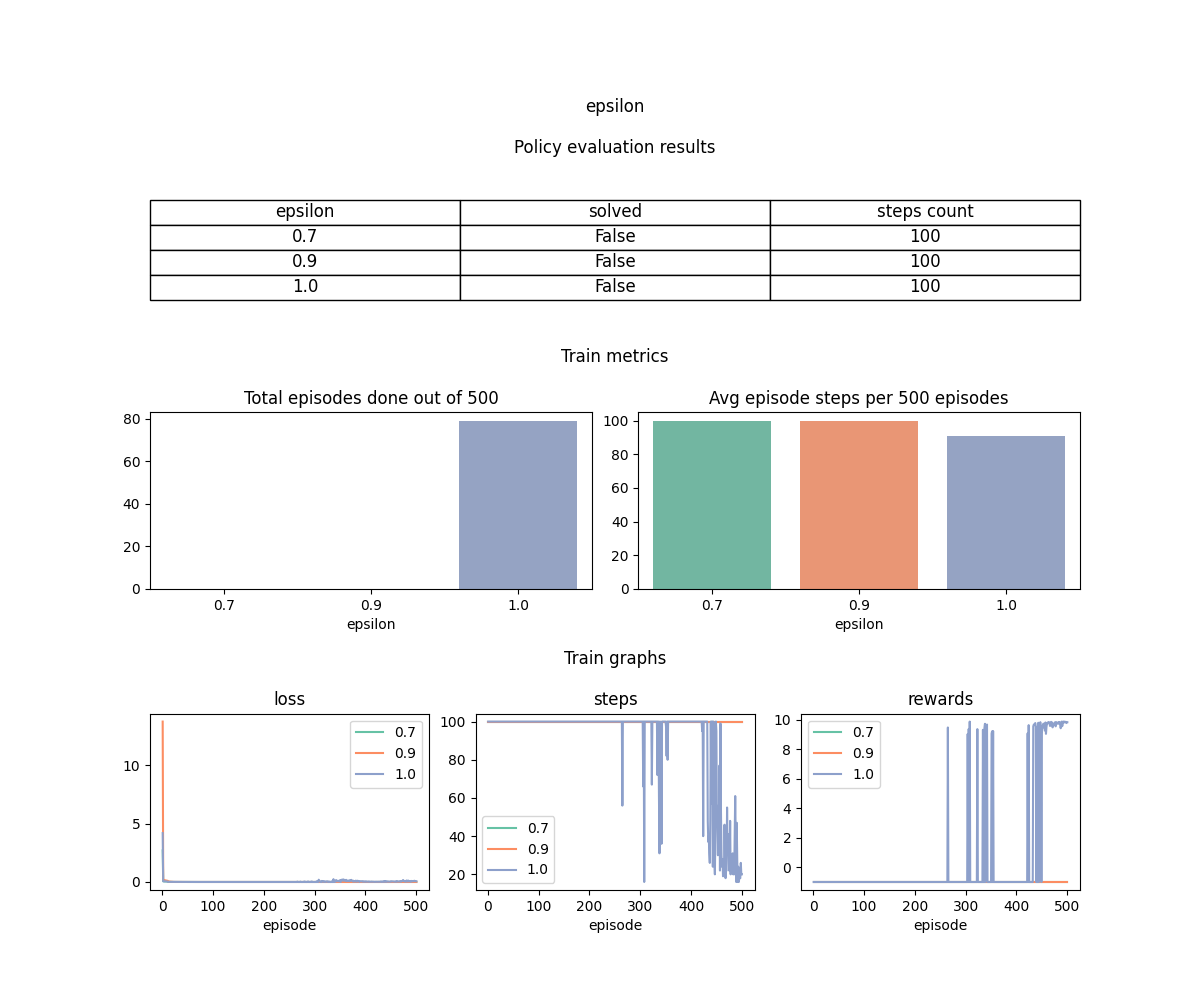 epsilon
Policy evaluation results
epsilon solved steps count
0.7 False 100
0.9 False 100
1.0 False 100
Train metrics
Total episodes done out of 500
80
60
40
20
0
0.7 0.9 1.0
epsilon
Avg episode steps per 500 episodes
100
80
60
40
20
0
0.7 0.9 1.0
epsilon
Train graphs
loss
10
5
0
0.7
0.9
1.0
0 100 200 300 400 500
episode
steps
100
80
60
40
20
0.7
0.9
1.0
0 100 200 300 400 500
episode
rewards
10
8
6
4
2
0
0.7
0.9
1.0
0 100 200 300 400 500
episode